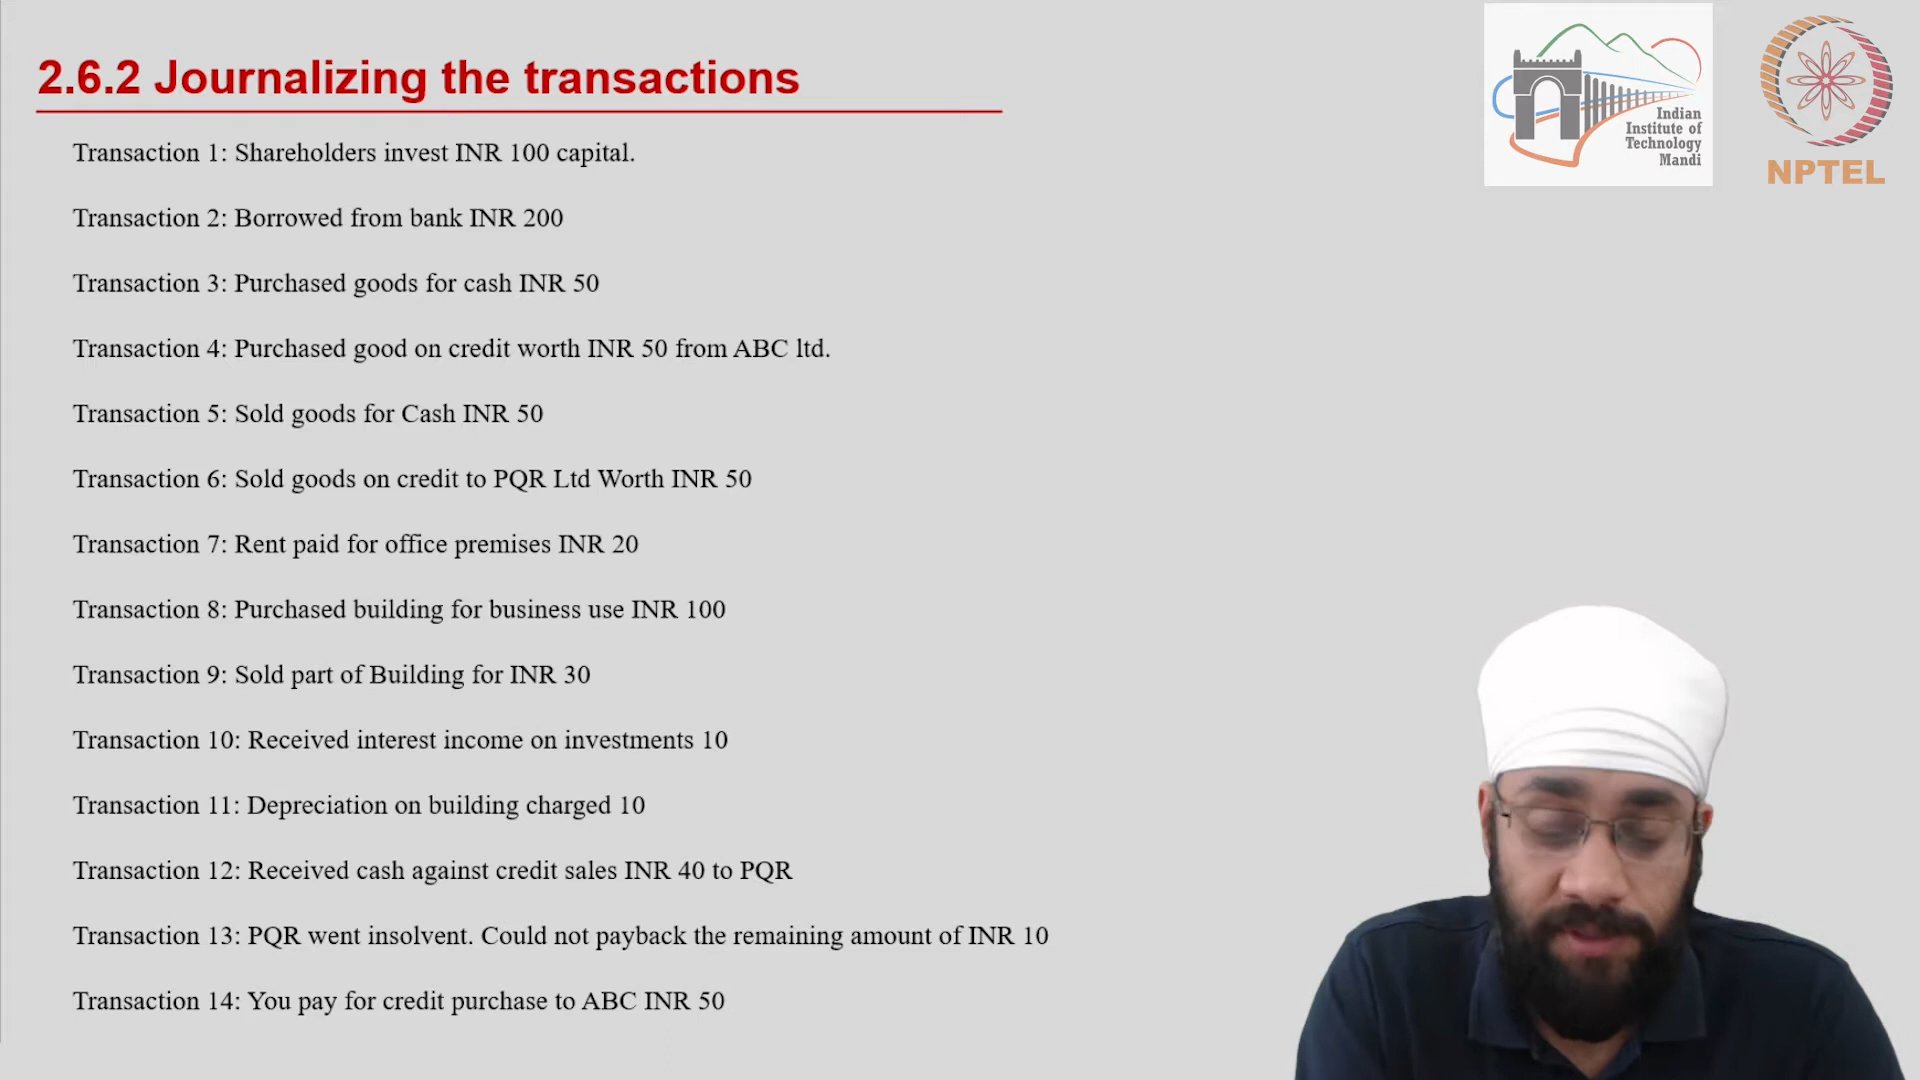 2.6.2 Journalizing the transactions
Transaction 1: Shareholders invest INR 100 capital.
Transaction 2: Borrowed from bank INR 200
Transaction 3: Purchased goods for cash INR 50
Transaction 4: Purchased good on credit worth INR 50 from ABC ltd.
Transaction 5: Sold goods for Cash INR 50
Transaction 6: Sold goods on credit to PQR Ltd Worth INR 50
Transaction 7: Rent paid for office premises INR 20
Transaction 8: Purchased building for business use INR 100
Transaction 9: Sold part of Building for INR 30
Transaction 10: Received interest income on investments 10
Transaction 11: Depreciation on building charged 10
Transaction 12: Received cash against credit sales INR 40 to PQR
Transaction 13: PQR went insolvent. Could not payback the remaining amount of INR 10
Transaction 14: You pay for credit purchase to ABC INR 50
Indian
Institute of
Technology
Mandi
NPTEL